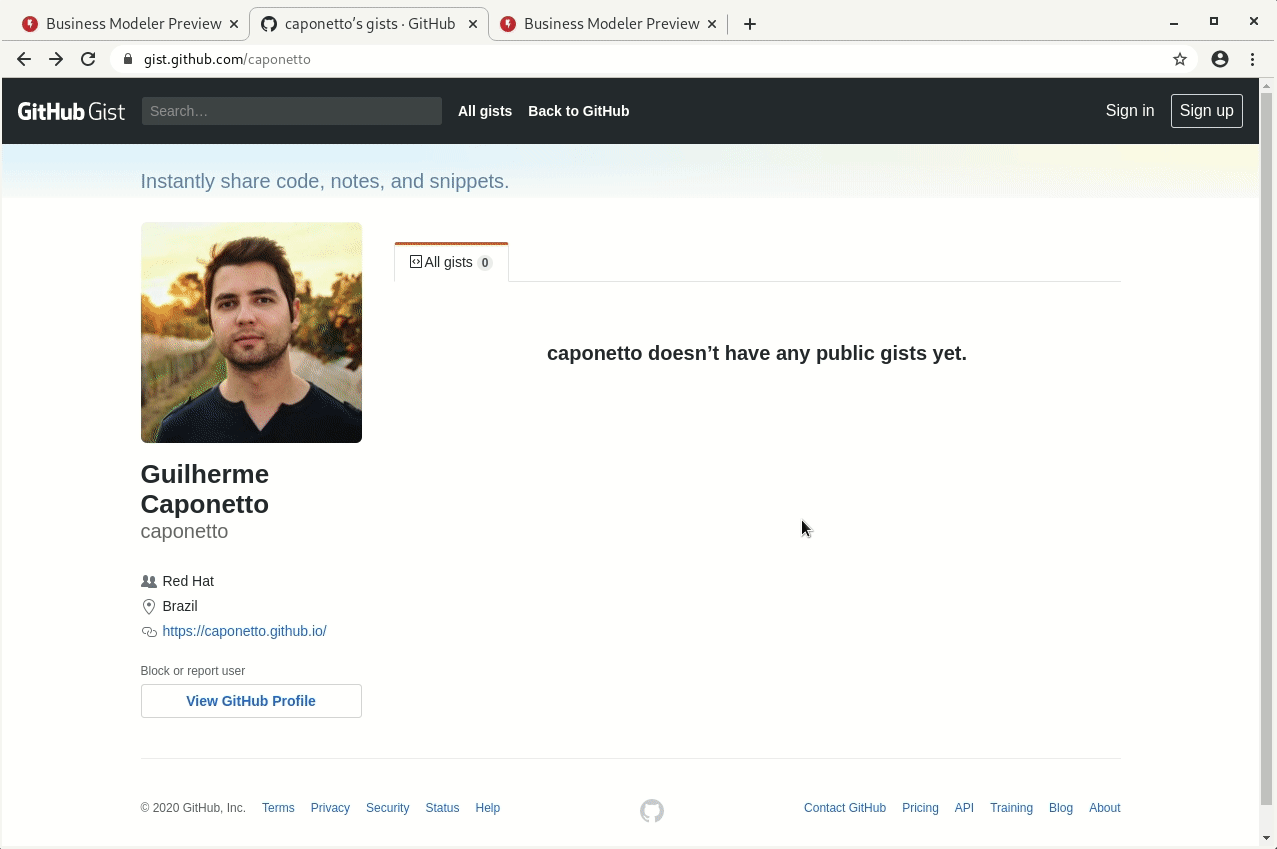 Business Modeler Preview
caponetto’s gists · GitHub
Business Modeler Preview
gist.github.com/caponetto
GitHub Gist
Search…
All gists
Back to GitHub
Sign in
Sign up
Instantly share code, notes, and snippets.
All gists 0
caponetto doesn’t have any public gists yet.
Guilherme
Caponetto
caponetto
Red Hat
Brazil
https://caponetto.github.io/
Block or report user
View GitHub Profile
© 2020 GitHub, Inc.
Terms
Privacy
Security
Status
Help
Contact GitHub
Pricing
API
Training
Blog
About